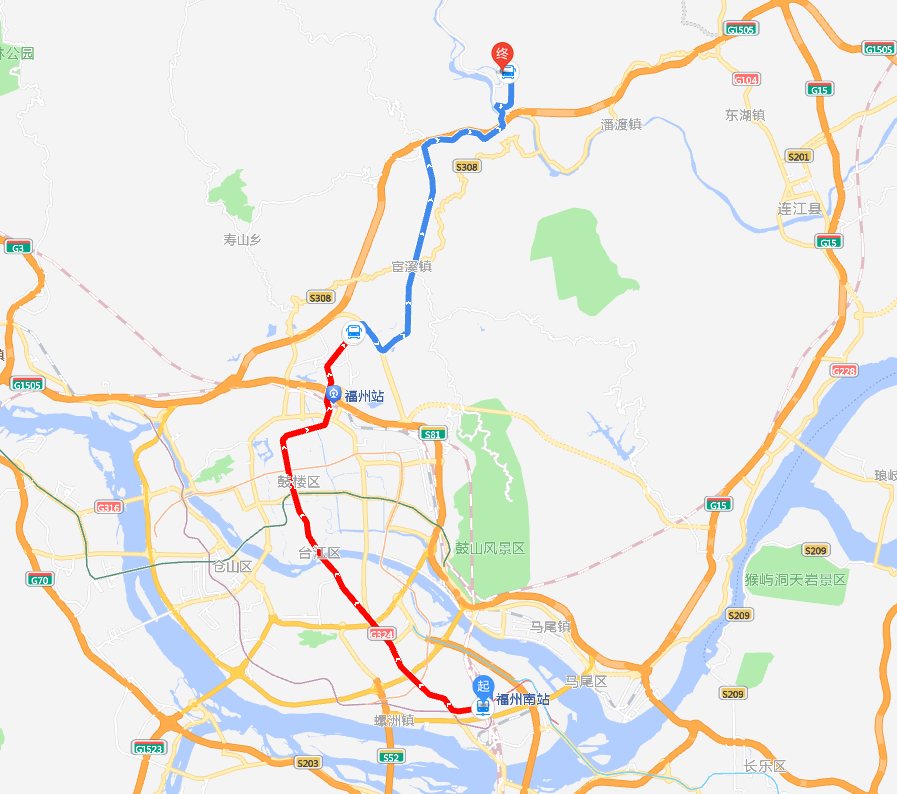 G1505
G1505
林公园
终
G104
G15
东湖镇
潘渡镇
S201
S308
连江县
寿山乡
G3
G15
宦溪镇
S308
镇
G228
G1505
福州站
S81
琅岐
鼓楼区
G316
G15
鼓山风景区
台江区
S209
仓山区
猴屿洞天岩景区
G70
S209
马尾镇
G324
马尾区
起
福州南站
S209
螺洲镇
G1523
S52
S203
长乐区